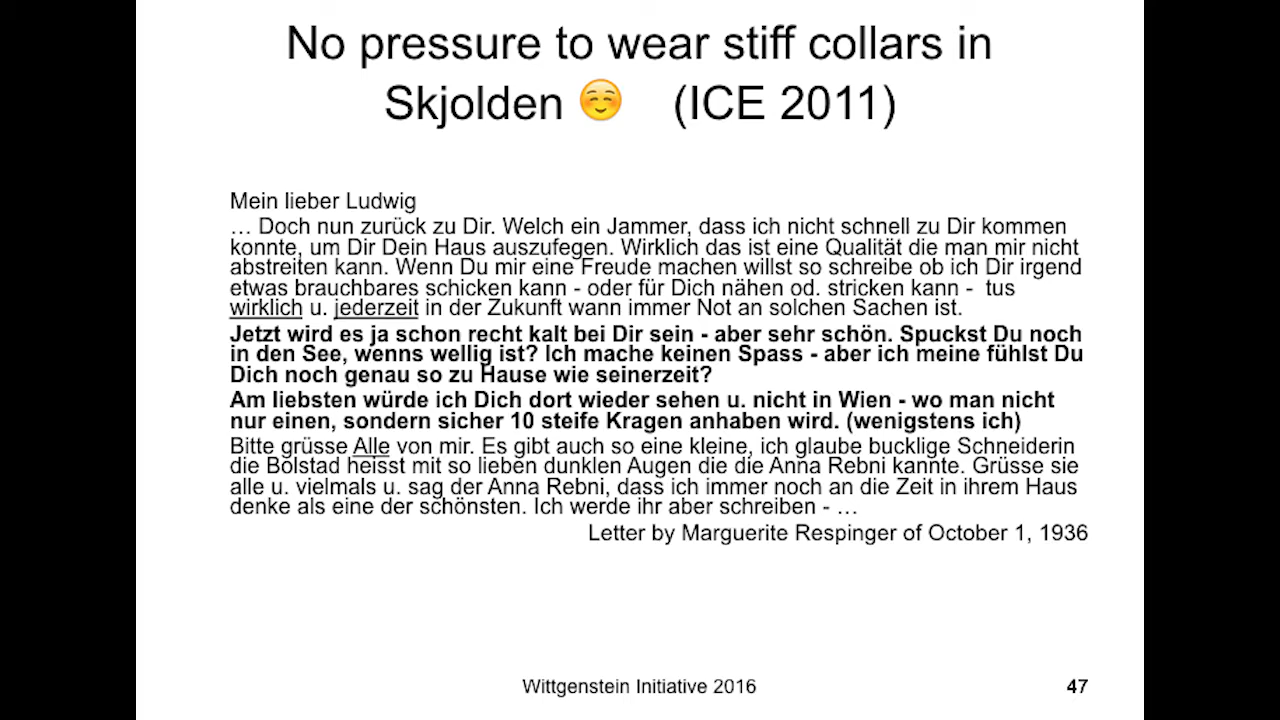 No pressure to wear stiff collars in
Skjolden ☺️ (ICE 2011)
Mein lieber Ludwig
… Doch nun zurück zu Dir. Welch ein Jammer, dass ich nicht schnell zu Dir kommen
konnte, um Dir Dein Haus auszufegen. Wirklich das ist eine Qualität die man mir nicht
abstreiten kann. Wenn Du mir eine Freude machen willst so schreibe ob ich Dir irgend
etwas brauchbares schicken kann - oder für Dich nähen od. stricken kann - tus
wirklich u. jederzeit in der Zukunft wann immer Not an solchen Sachen ist.
Jetzt wird es ja schon recht kalt bei Dir sein - aber sehr schön. Spuckst Du noch
in den See, wenns wellig ist? Ich mache keinen Spass - aber ich meine fühlst Du
Dich noch genau so zu Hause wie seinerzeit?
Am liebsten würde ich Dich dort wieder sehen u. nicht in Wien - wo man nicht
nur einen, sondern sicher 10 steife Kragen anhaben wird. (wenigstens ich)
Bitte grüsse Alle von mir. Es gibt auch so eine kleine, ich glaube bucklige Schneiderin
die Bolstad heisst mit so lieben dunklen Augen die die Anna Rebni kannte. Grüsse sie
alle u. vielmals u. sag der Anna Rebni, dass ich immer noch an die Zeit in ihrem Haus
denke als eine der schönsten. Ich werde ihr aber schreiben - …
Letter by Marguerite Respinger of October 1, 1936
Wittgenstein Initiative 2016
47